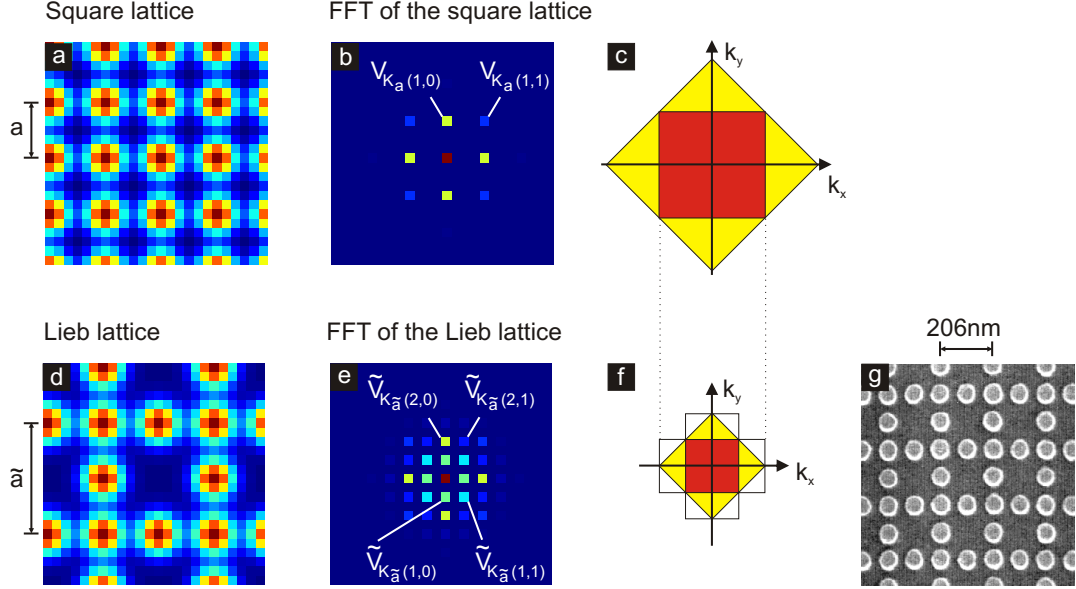 Square lattice
FFT of the square lattice
a
b
c
a
V_{K_a(1,0)}
V_{K_a(1,1)}
k_y
k_x
Lieb lattice
FFT of the Lieb lattice
206nm
d
e
f
g
ã
Ṽ_{K_ã(2,0)}
Ṽ_{K_ã(2,1)}
Ṽ_{K_ã(1,0)}
Ṽ_{K_ã(1,1)}
k_y
k_x